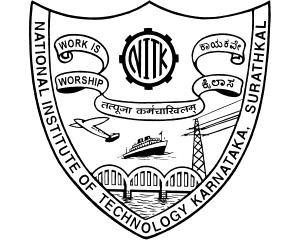 WORK IS
WORSHIP
NITK
ಕಾಯಕವೇ
ಕೈಲಾಸ
तत्पूजा कर्मचाखिलम्
NATIONAL INSTITUTE OF TECHNOLOGY KARNATAKA, SURATHKAL